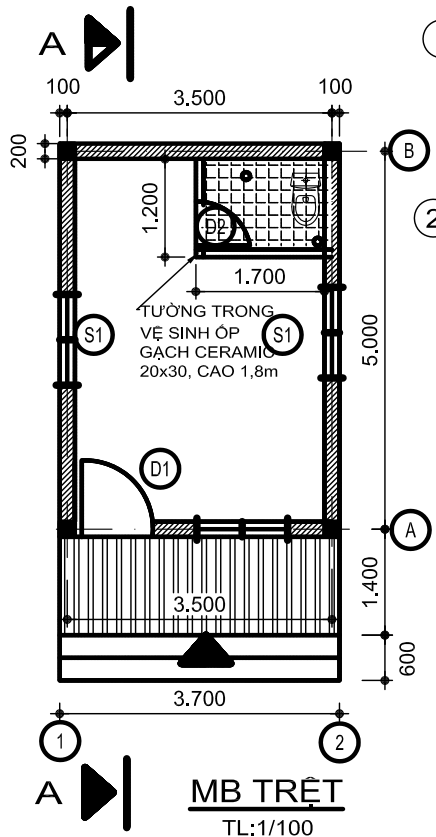 A
100
3.500
100
200
B
1.200
D2
2
1.700
TƯỜNG TRONG
VỆ SINH ỐP
GẠCH CERAMIC
20x30, CAO 1,8m
S1
S1
5.000
D1
A
3.500
1.400
600
3.700
1
2
A
MB TRỆT
TL:1/100